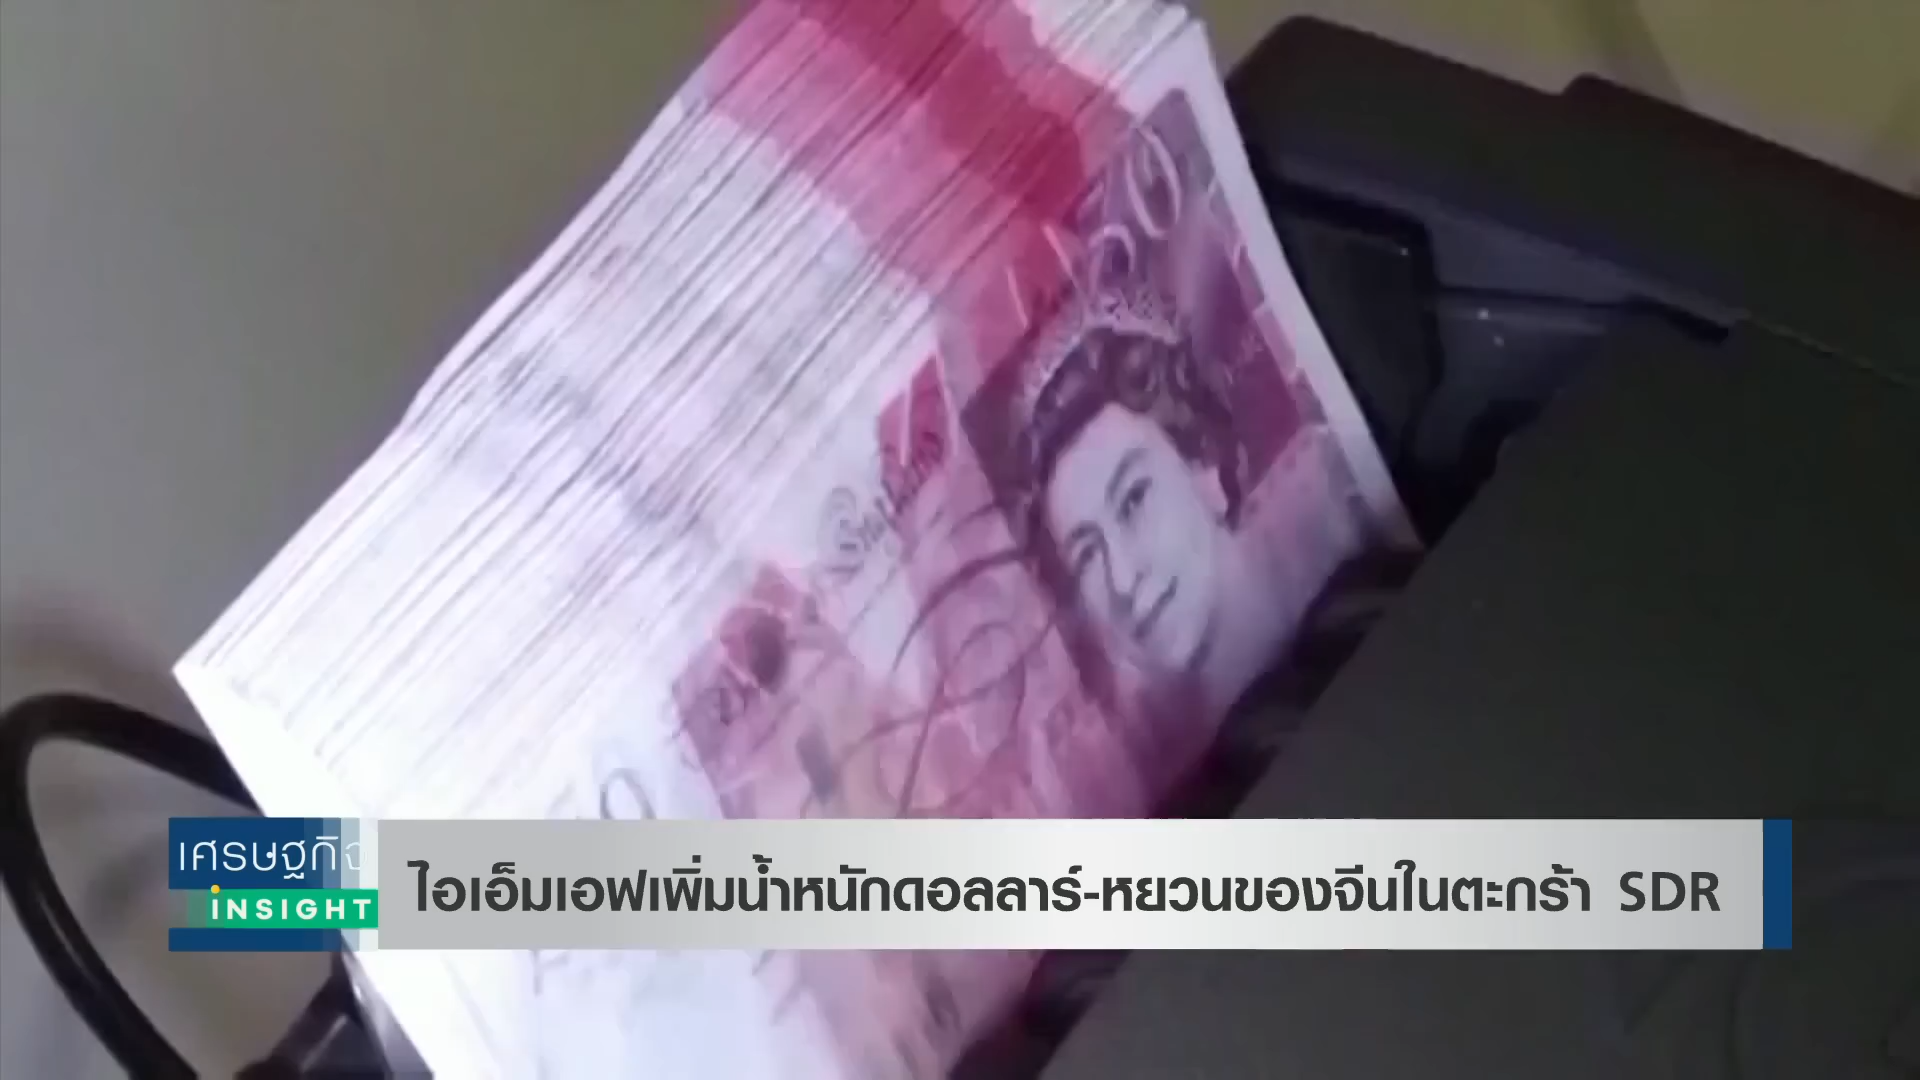 50
เศรษฐกิจ
INSIGHT
ไอเอ็มเอฟเพิ่มน้ำหนักดอลลาร์-หยวนของจีนในตะกร้า SDR